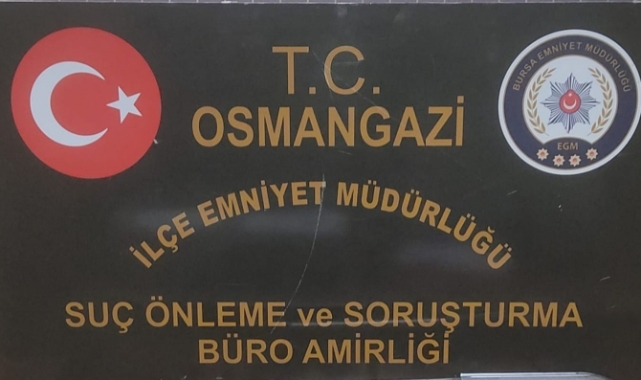 T.C.
OSMANGAZİ
BURSA EMNİYET MÜDÜRLÜĞÜ
EGM
İLÇE EMNİYET MÜDÜRLÜĞÜ
SUÇ ÖNLEME ve SORUŞTURMA
BÜRO AMİRLİĞİ